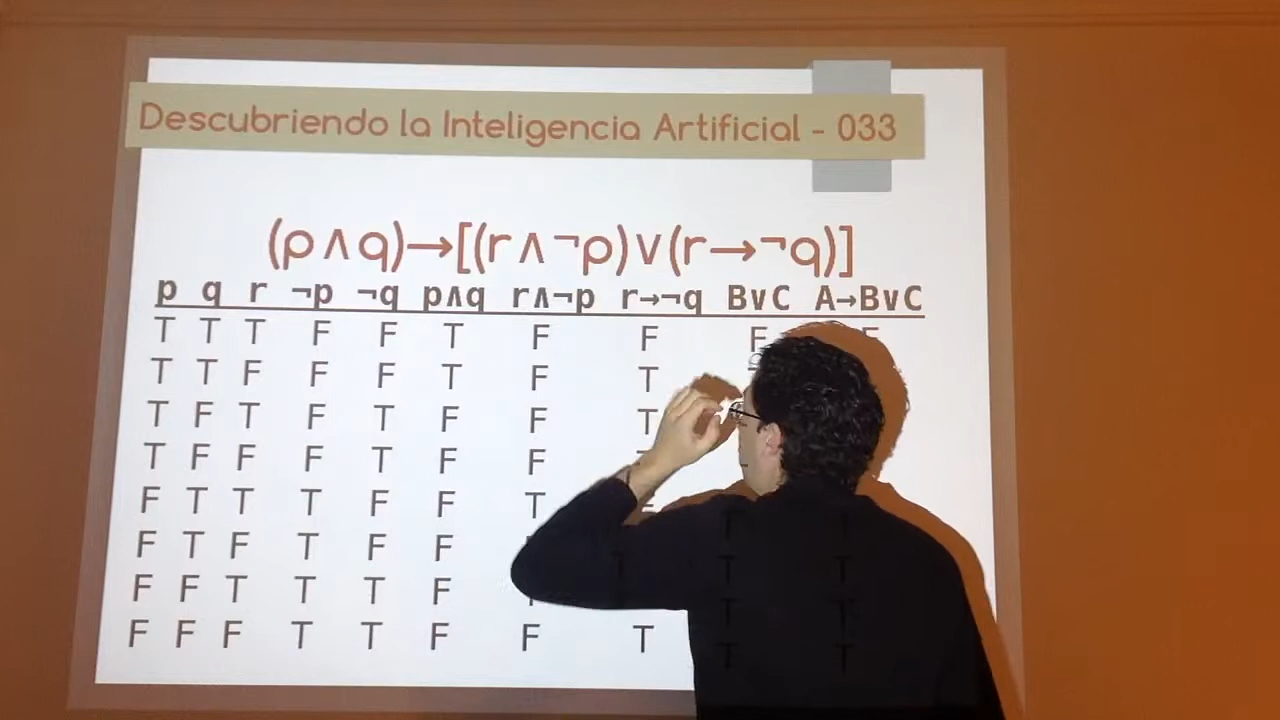 Descubriendo la Inteligencia Artificial - 033
(p∧q)→[(r∧¬p)∨(r→¬q)]
p q r ¬p ¬q p∧q r∧¬p r→¬q B∨C A→B∨C
T T T F F T F F F F
T T F F F T F T
T F T F T F F T
T F F F T F F T
F T T T F F T F T T
F T F T F F T T T
F F T T T F T T
F F F T T F F T T T